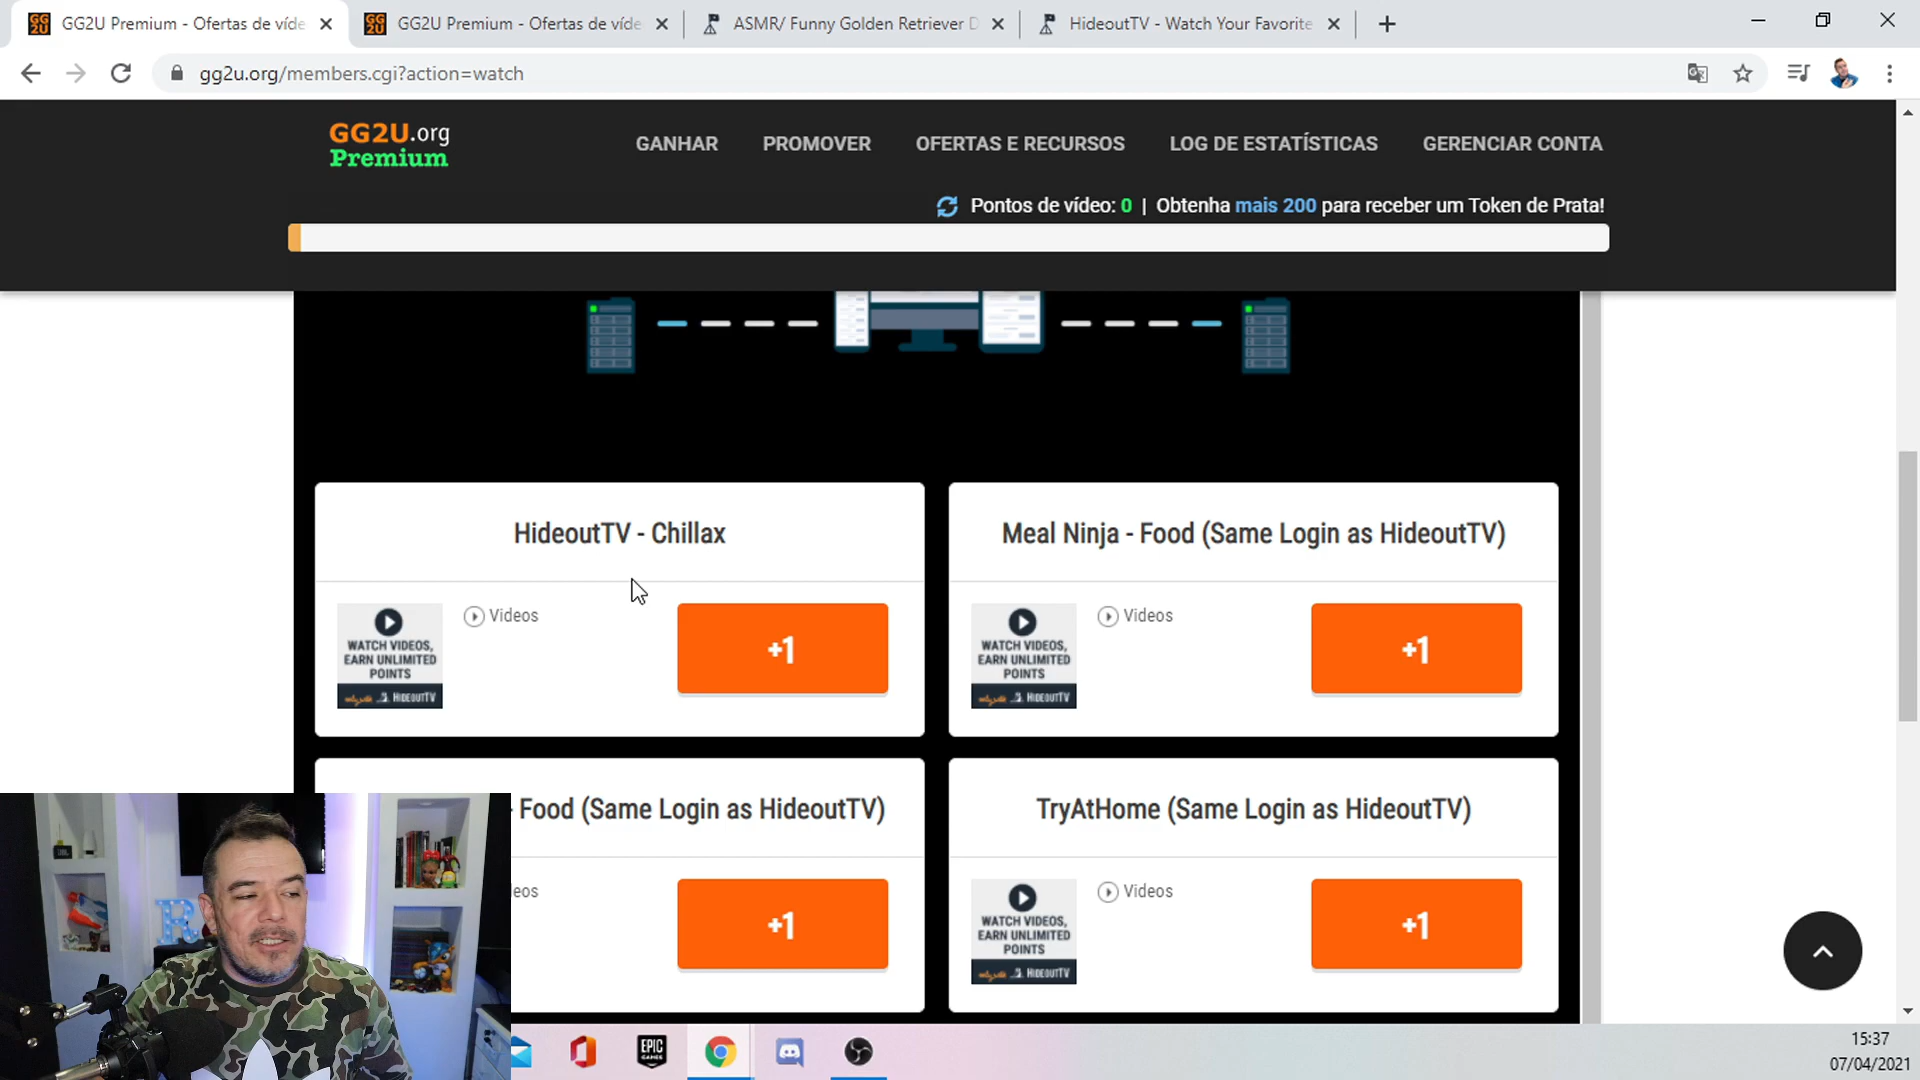 GG2U Premium - Ofertas de víde
GG2U Premium - Ofertas de víde
ASMR/ Funny Golden Retriever D
HideoutTV - Watch Your Favorite
gg2u.org/members.cgi?action=watch
GG2U.org
Premium
GANHAR
PROMOVER
OFERTAS E RECURSOS
LOG DE ESTATÍSTICAS
GERENCIAR CONTA
Pontos de vídeo: 0 | Obtenha mais 200 para receber um Token de Prata!
HideoutTV - Chillax
WATCH VIDEOS,
EARN UNLIMITED
POINTS
HIDEOUTTV
Videos
+1
Meal Ninja - Food (Same Login as HideoutTV)
WATCH VIDEOS,
EARN UNLIMITED
POINTS
HIDEOUTTV
Videos
+1
- Food (Same Login as HideoutTV)
eos
+1
TryAtHome (Same Login as HideoutTV)
WATCH VIDEOS,
EARN UNLIMITED
POINTS
HIDEOUTTV
Videos
+1
R
EPIC
GAMES
15:37
07/04/2021